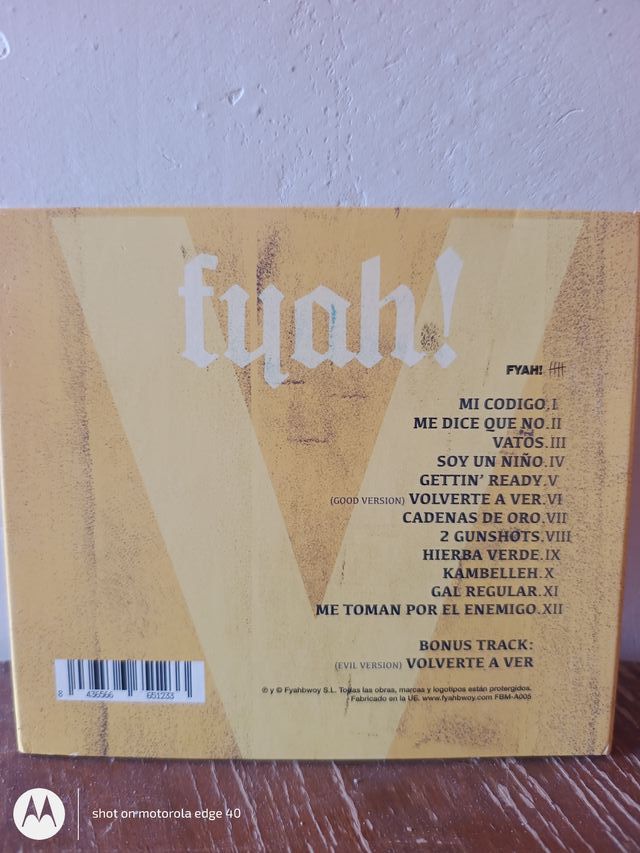 fyah!
FYAH!
MI CODIGO.I
ME DICE QUE NO.II
VATOS.III
SOY UN NIÑO.IV
GETTIN' READY.V
(GOOD VERSION) VOLVERTE A VER.VI
CADENAS DE ORO.VII
2 GUNSHOTS.VIII
HIERBA VERDE.IX
KAMBELLEH.X
GAL REGULAR.XI
ME TOMAN POR EL ENEMIGO.XII
BONUS TRACK:
(EVIL VERSION) VOLVERTE A VER
℗ y © Fyahbwoy S.L. Todas las obras, marcas y logotipos están protergidos.
Fabricado en la UE. www.fyahbwoy.com FBM-A005
8 436566 651233
shot on motorola edge 40